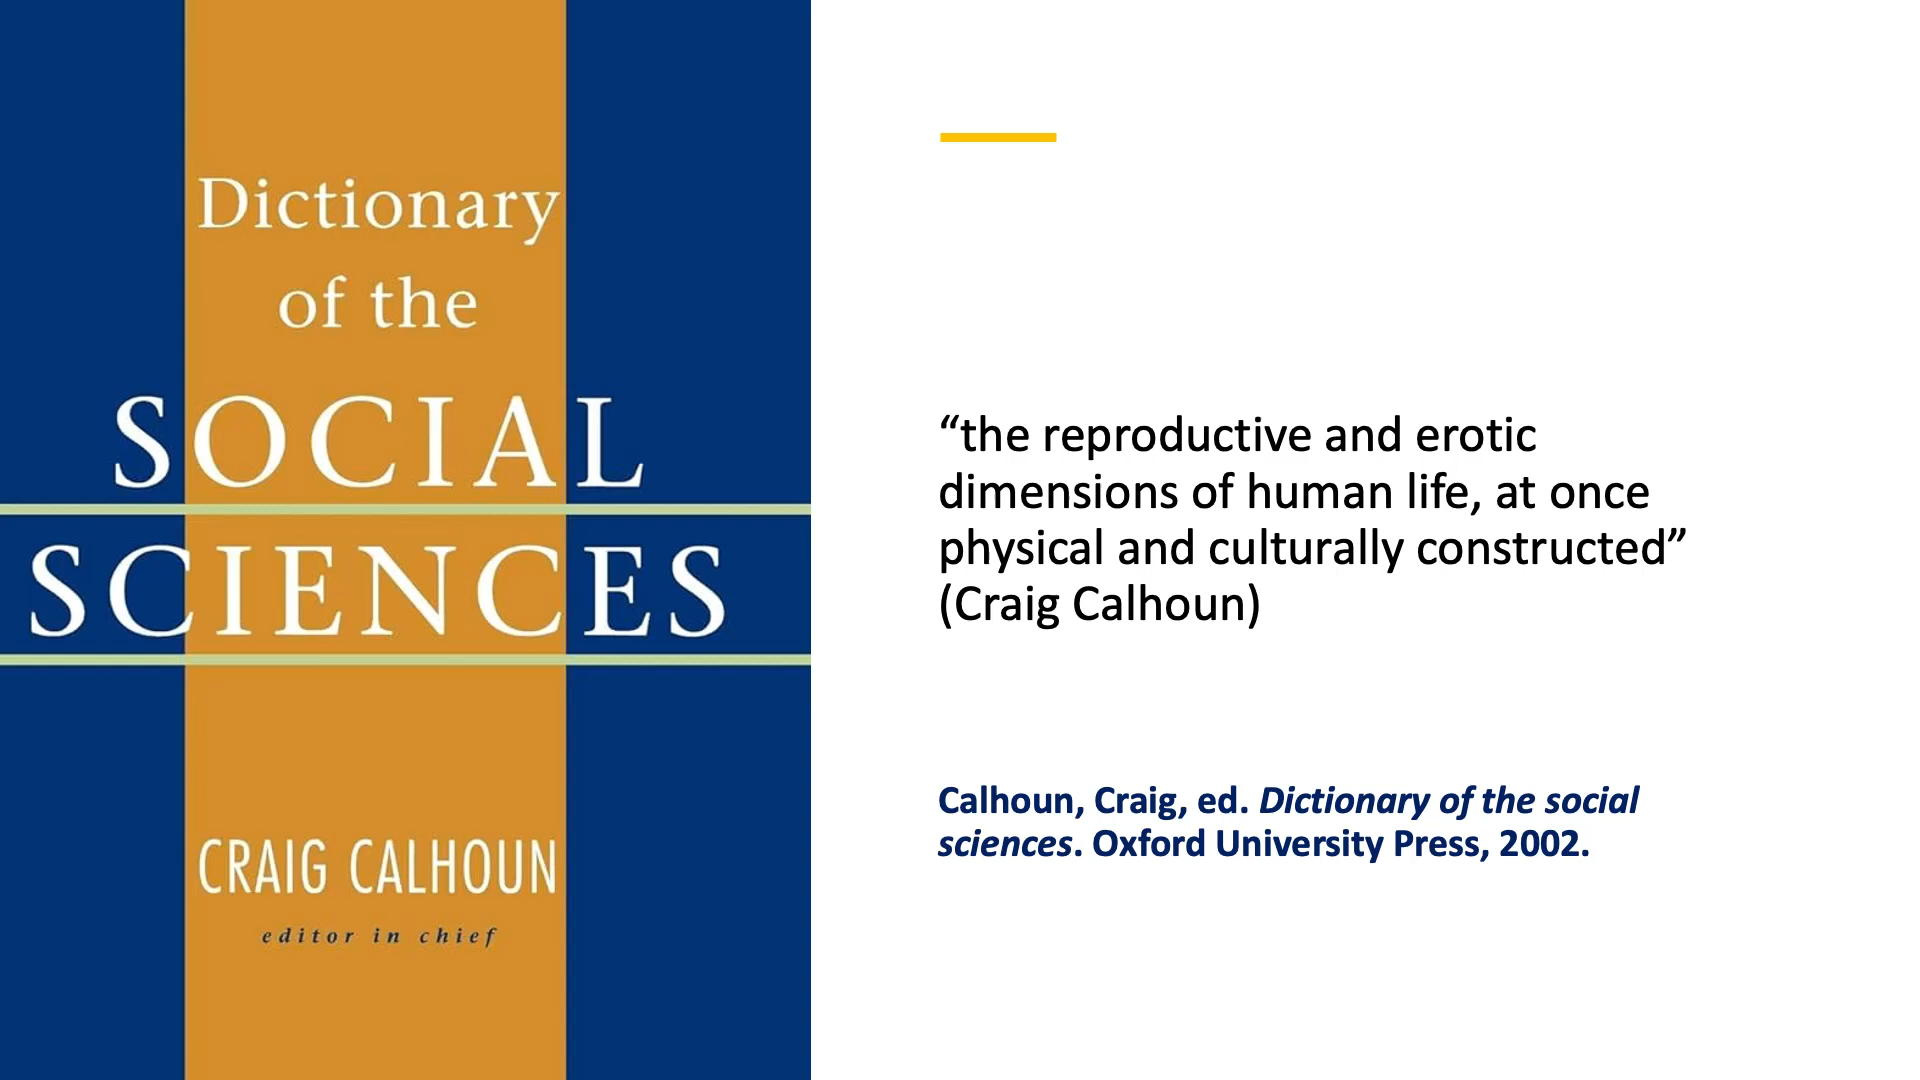 Dictionary
of the
SOCIAL
SCIENCES
CRAIG CALHOUN
editor in chief
“the reproductive and erotic
dimensions of human life, at once
physical and culturally constructed”
(Craig Calhoun)
Calhoun, Craig, ed. Dictionary of the social
sciences. Oxford University Press, 2002.